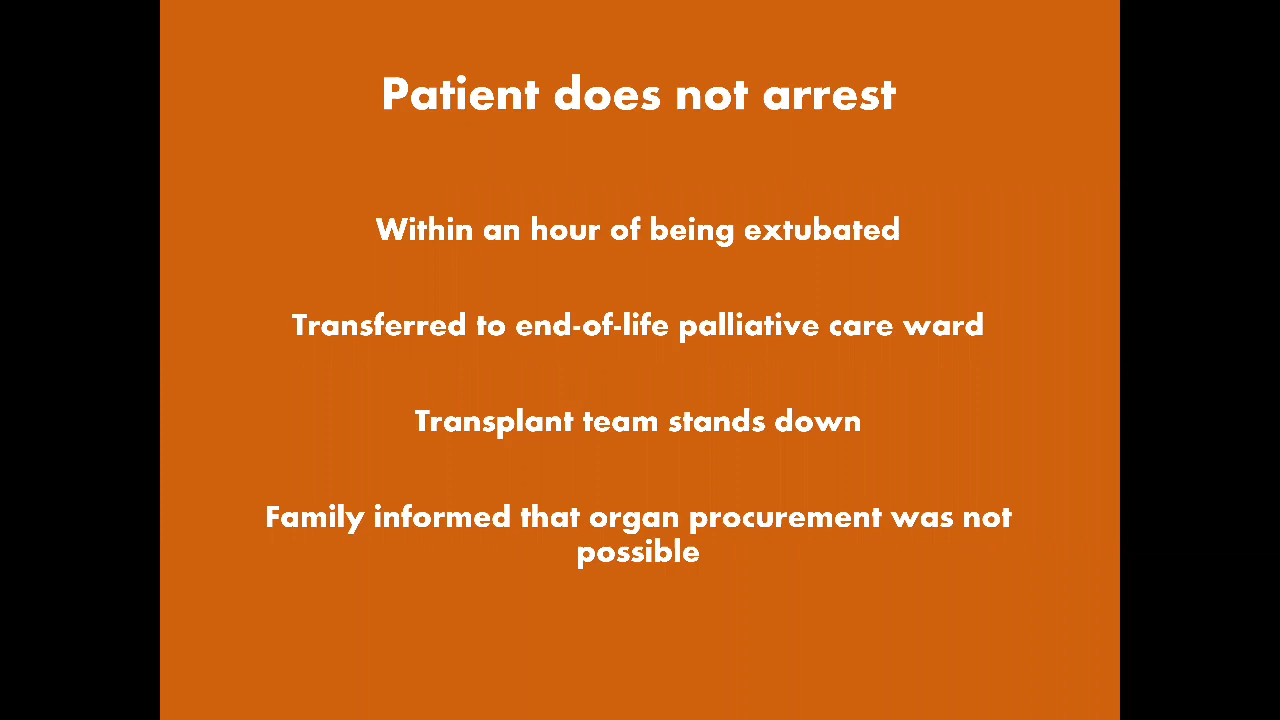 Patient does not arrest
Within an hour of being extubated
Transferred to end-of-life palliative care ward
Transplant team stands down
Family informed that organ procurement was not
possible